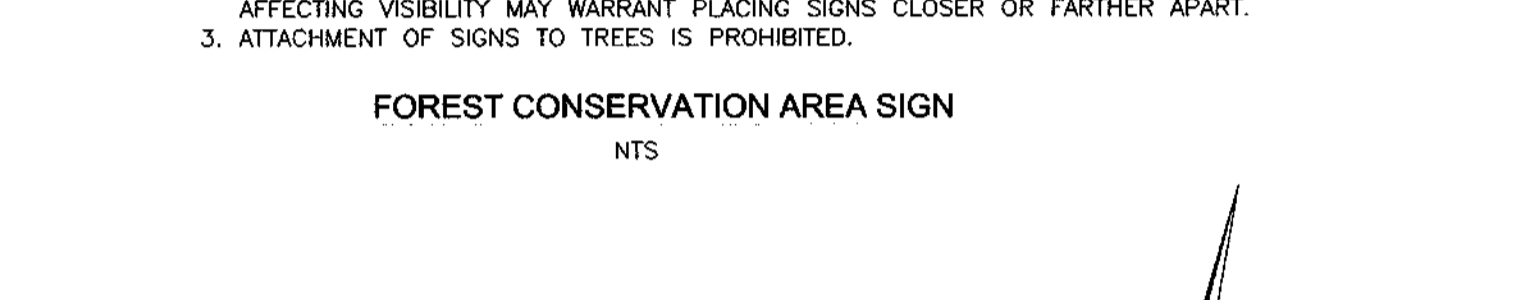 AFFECTING VISIBILITY MAY WARRANT PLACING SIGNS CLOSER OR FARTHER APART.
3. ATTACHMENT OF SIGNS TO TREES IS PROHIBITED.
FOREST CONSERVATION AREA SIGN
NTS